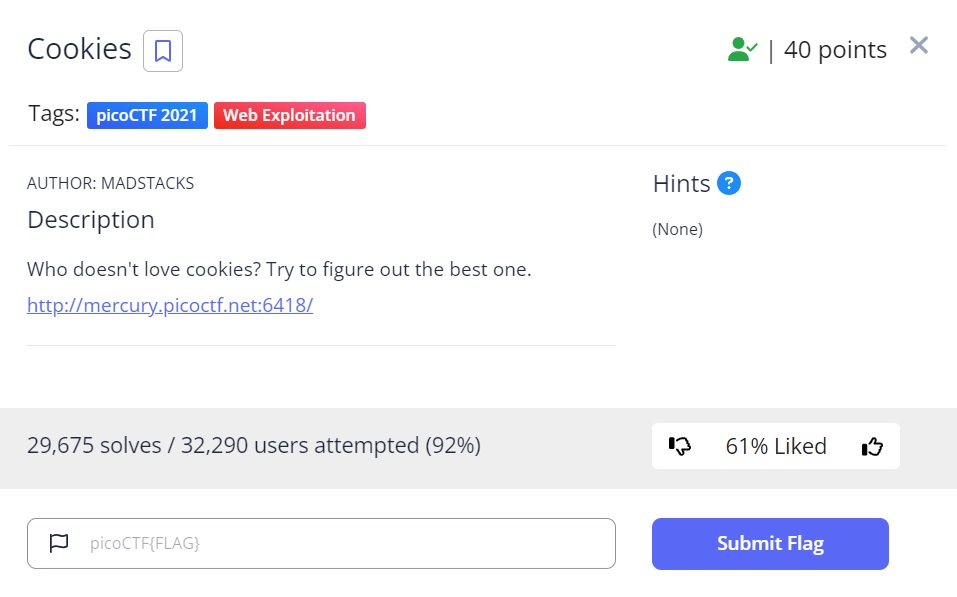 Cookies
| 40 points
Tags: picoCTF 2021 Web Exploitation
AUTHOR: MADSTACKS
Description
Who doesn't love cookies? Try to figure out the best one.
http://mercury.picoctf.net:6418/
Hints ?
(None)
29,675 solves / 32,290 users attempted (92%)
61% Liked
picoCTF{FLAG}
Submit Flag